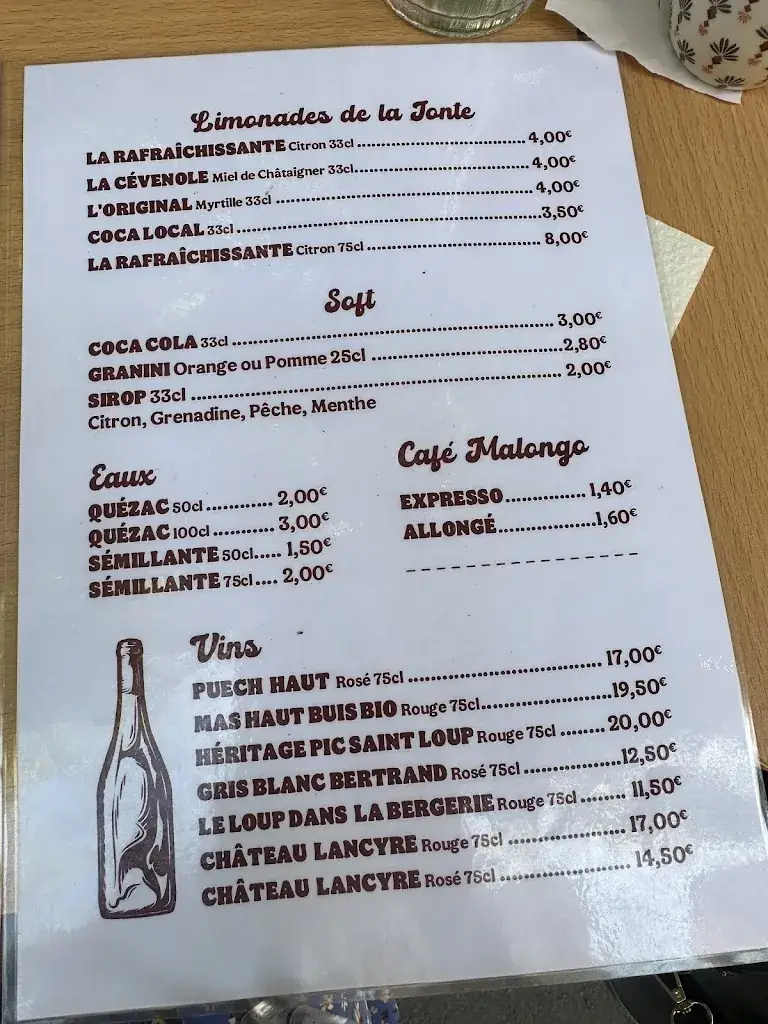 Limonades de la Jonte
LA RAFRAÎCHISSANTE Citron 33cl ........ 4,00€
LA CÉVENOLE Miel de Châtaigner 33cl........ 4,00€
L'ORIGINAL Myrtille 33cl ........ 4,00€
COCA LOCAL 33cl ........ 3,50€
LA RAFRAÎCHISSANTE Citron 75cl ........ 8,00€
Soft
COCA COLA 33cl ........ 3,00€
GRANINI Orange ou Pomme 25cl ........ 2,80€
SIROP 33cl ........ 2,00€
Citron, Grenadine, Pêche, Menthe
Eaux
QUÉZAC 50cl............ 2,00€
QUÉZAC 100cl........... 3,00€
SÉMILLANTE 50cl..... 1,50€
SÉMILLANTE 75cl.... 2,00€
Café Malongo
EXPRESSO............... 1,40€
ALLONGÉ..................1,60€
Vins
PUECH HAUT Rosé 75cl ........ 17,00€
MAS HAUT BUIS BIO Rouge 75cl........ 19,50€
HÉRITAGE PIC SAINT LOUP Rouge 75cl ........ 20,00€
GRIS BLANC BERTRAND Rosé 75cl ........ 12,50€
LE LOUP DANS LA BERGERIE Rouge 75cl ........ 11,50€
CHÂTEAU LANCYRE Rouge 75cl ........ 17,00€
CHÂTEAU LANCYRE Rosé 75cl ........ 14,50€